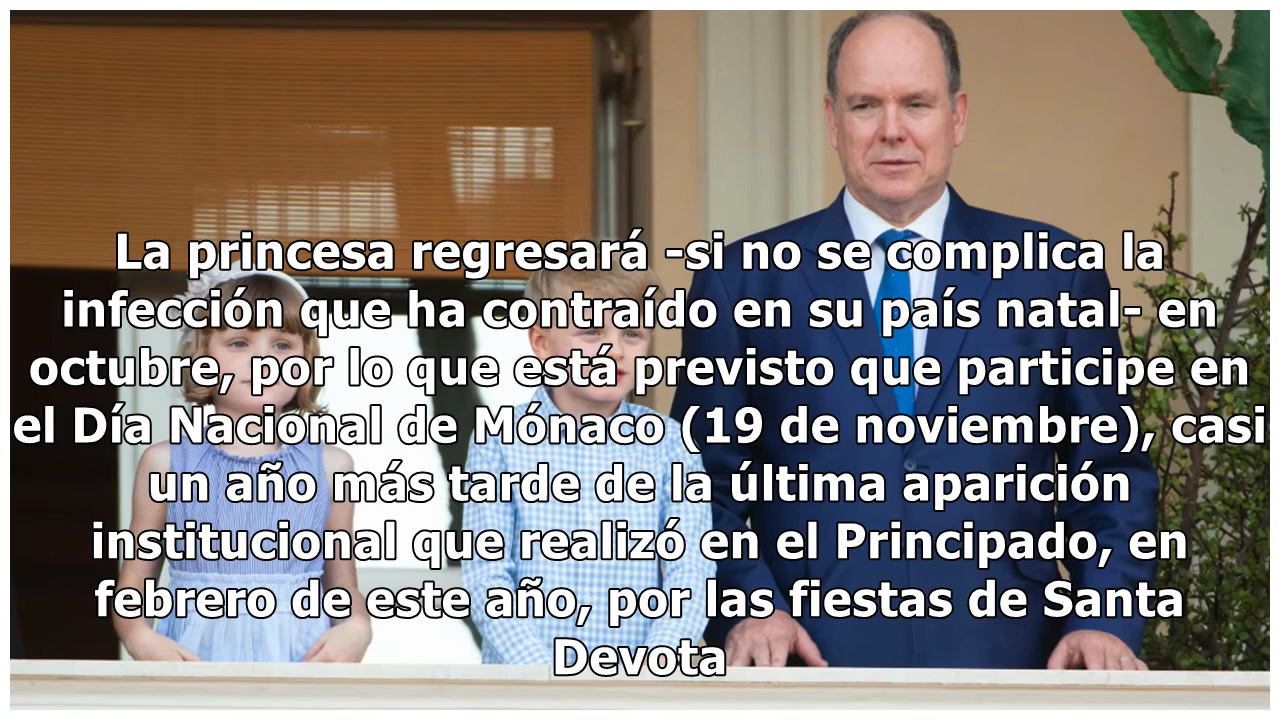 La princesa regresará -si no se complica la
infección que ha contraído en su país natal- en
octubre, por lo que está previsto que participe en
el Día Nacional de Mónaco (19 de noviembre), casi
un año más tarde de la última aparición
institucional que realizó en el Principado, en
febrero de este año, por las fiestas de Santa
Devota